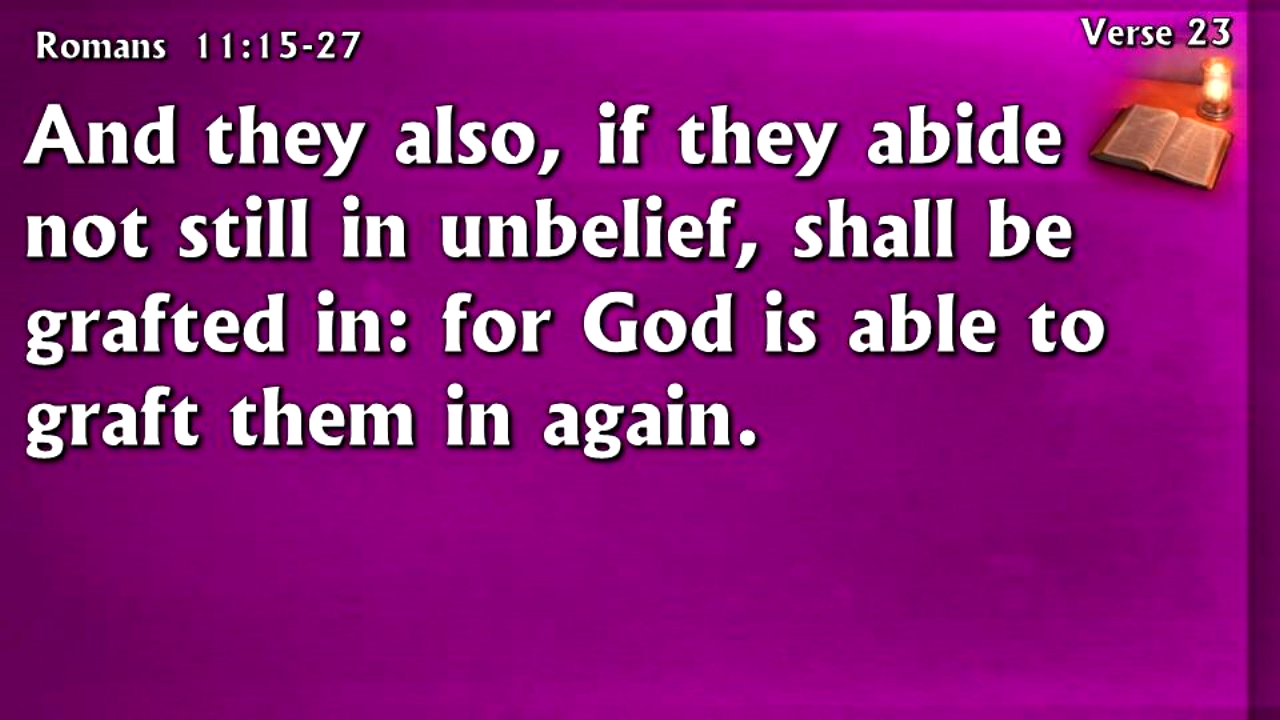 Romans 11:15-27
Verse 23
And they also, if they abide
not still in unbelief, shall be
grafted in: for God is able to
graft them in again.